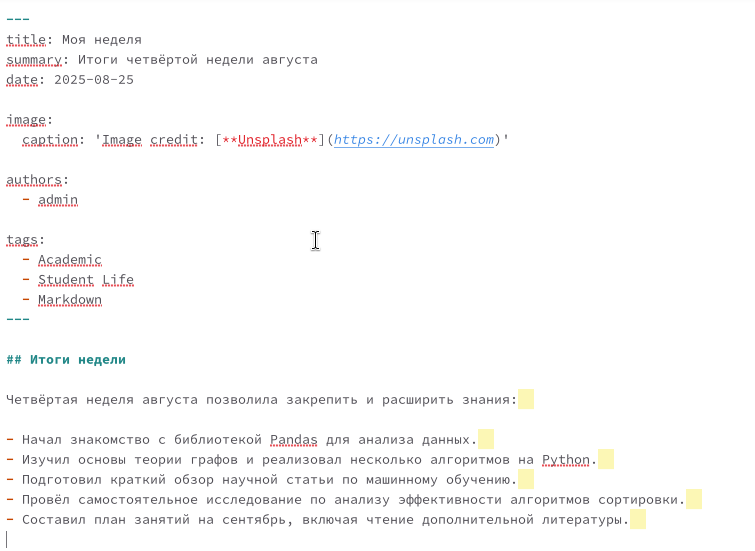 ---
title: Моя неделя
summary: Итоги четвёртой недели августа
date: 2025-08-25
image:
caption: 'Image credit: [**Unsplash**](https://unsplash.com)'
authors:
- admin
tags:
- Academic
- Student Life
- Markdown
---
## Итоги недели
Четвёртая неделя августа позволила закрепить и расширить знания:
- Начал знакомство с библиотекой Pandas для анализа данных.
- Изучил основы теории графов и реализовал несколько алгоритмов на Python.
- Подготовил краткий обзор научной статьи по машинному обучению.
- Провёл самостоятельное исследование по анализу эффективности алгоритмов сортировки.
- Составил план занятий на сентябрь, включая чтение дополнительной литературы.